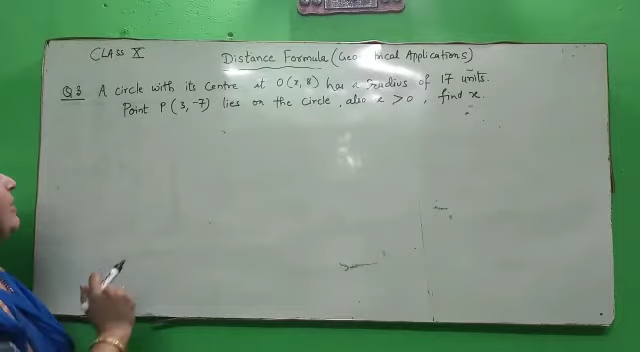 CLASS X
Distance Formula (Geo rical Applications)
Q3 A circle with its centre at O(x, 8) has a radius of 17 units.
Point P(3, -7) lies on the circle, also x > 0, find x.